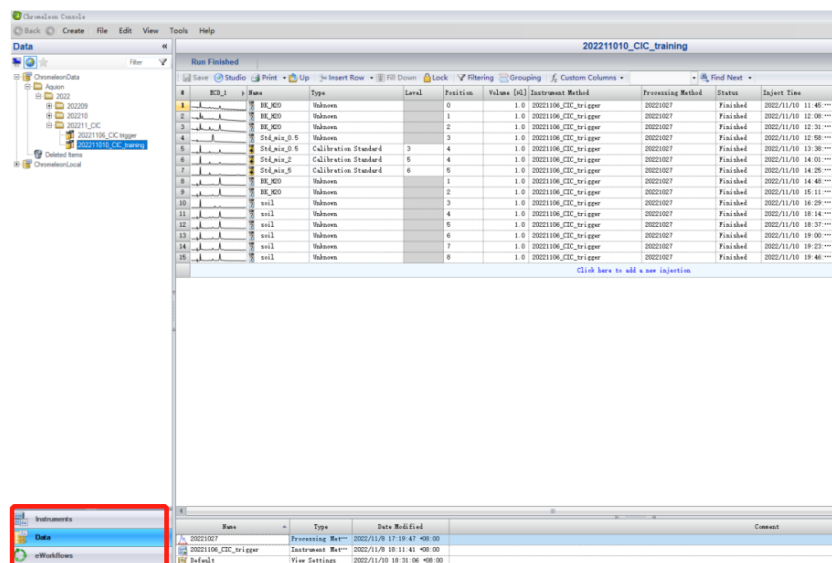 Chromeleon Console
Back Create File Edit View Tools Help
Data «
202211010_CIC_training
Filter
Run Finished
Save Studio Print Up Insert Row Fill Down Lock Filtering Grouping Custom Columns Find Next
ChromeleonData
Aquion
2022
202209
202210
202211_CIC
20221106_CIC trigger
202211010_CIC_training
Deleted Items
ChromeleonLocal
# ECD_1 Name Type Level Position Volume [µl] Instrument Method Processing Method Status Inject Time
1 BK_H2O Unknown 0 1.0 20221106_CIC_trigger 20221027 Finished 2022/11/10 11:45:···
2 BK_H2O Unknown 1 1.0 20221106_CIC_trigger 20221027 Finished 2022/11/10 12:08:···
3 BK_H2O Unknown 2 1.0 20221106_CIC_trigger 20221027 Finished 2022/11/10 12:31:···
4 Std_mix_0.5 Unknown 3 1.0 20221106_CIC_trigger 20221027 Finished 2022/11/10 12:58:···
5 Std_mix_0.5 Calibration Standard 3 4 1.0 20221106_CIC_trigger 20221027 Finished 2022/11/10 13:38:···
6 Std_mix_2 Calibration Standard 5 4 1.0 20221106_CIC_trigger 20221027 Finished 2022/11/10 14:01:···
7 Std_mix_5 Calibration Standard 6 5 1.0 20221106_CIC_trigger 20221027 Finished 2022/11/10 14:25:···
8 BK_H2O Unknown 1 1.0 20221106_CIC_trigger 20221027 Finished 2022/11/10 14:48:···
9 BK_H2O Unknown 2 1.0 20221106_CIC_trigger 20221027 Finished 2022/11/10 15:11:···
10 soil Unknown 3 1.0 20221106_CIC_trigger 20221027 Finished 2022/11/10 16:29:···
11 soil Unknown 4 1.0 20221106_CIC_trigger 20221027 Finished 2022/11/10 18:14:···
12 soil Unknown 5 1.0 20221106_CIC_trigger 20221027 Finished 2022/11/10 18:37:···
13 soil Unknown 6 1.0 20221106_CIC_trigger 20221027 Finished 2022/11/10 19:00:···
14 soil Unknown 7 1.0 20221106_CIC_trigger 20221027 Finished 2022/11/10 19:23:···
15 soil Unknown 8 1.0 20221106_CIC_trigger 20221027 Finished 2022/11/10 19:46:···
Click here to add a new injection
Instruments
Data
eWorkflows
Name Type Date Modified Comment
20221027 Processing Met··· 2022/11/8 17:19:47 +08:00
20221106_CIC_trigger Instrument Met··· 2022/11/8 18:11:41 +08:00
Default View Settings 2022/11/10 18:31:06 +08:00